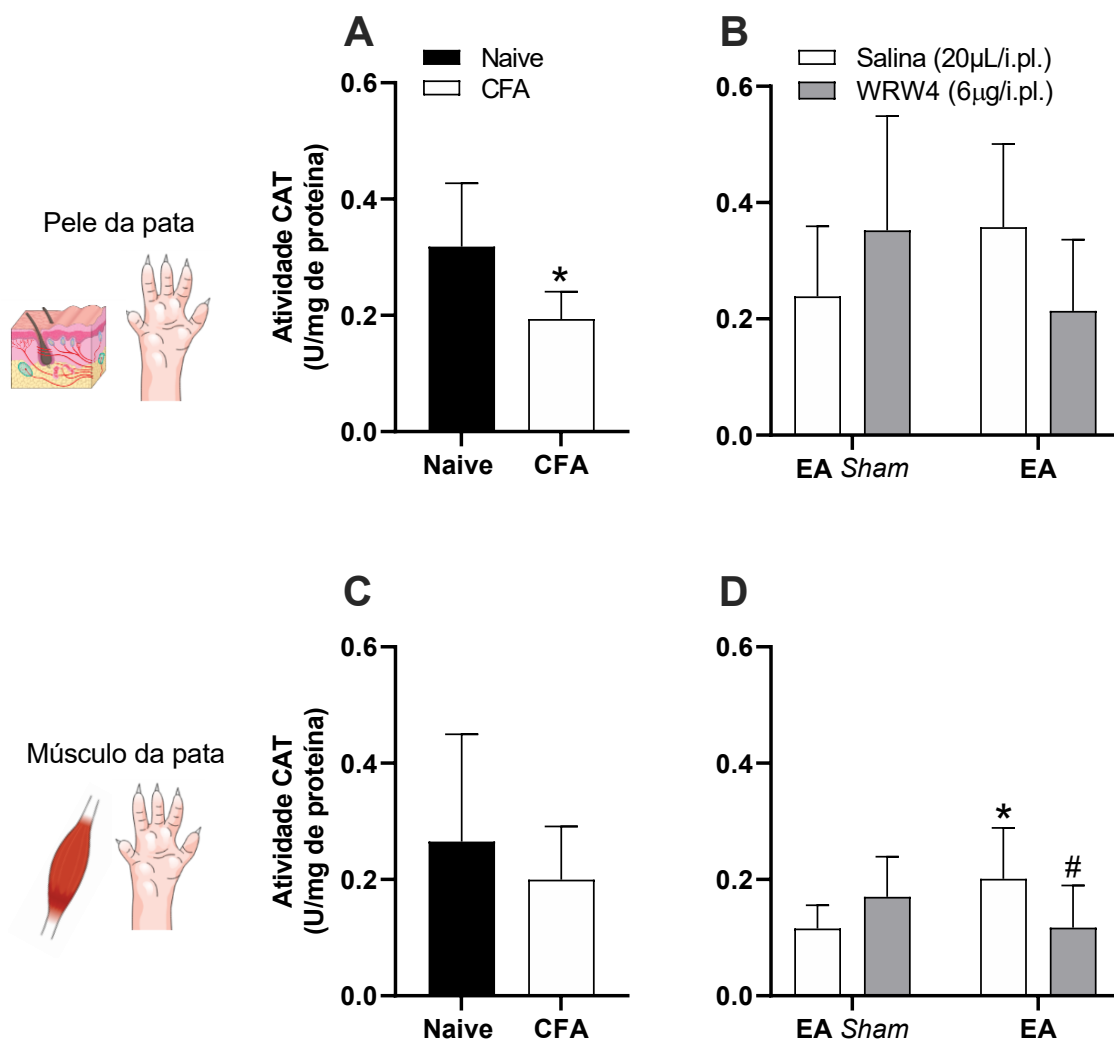 A
Naive
CFA
Atividade CAT
(U/mg de proteína)
0.6
0.4
0.2
0.0
*
Naive
CFA
B
Salina (20µL/i.pl.)
WRW4 (6µg/i.pl.)
0.6
0.4
0.2
0.0
EA Sham
EA
Pele da pata
C
Atividade CAT
(U/mg de proteína)
0.6
0.4
0.2
0.0
Naive
CFA
D
0.6
0.4
0.2
0.0
*
#
EA Sham
EA
Músculo da pata